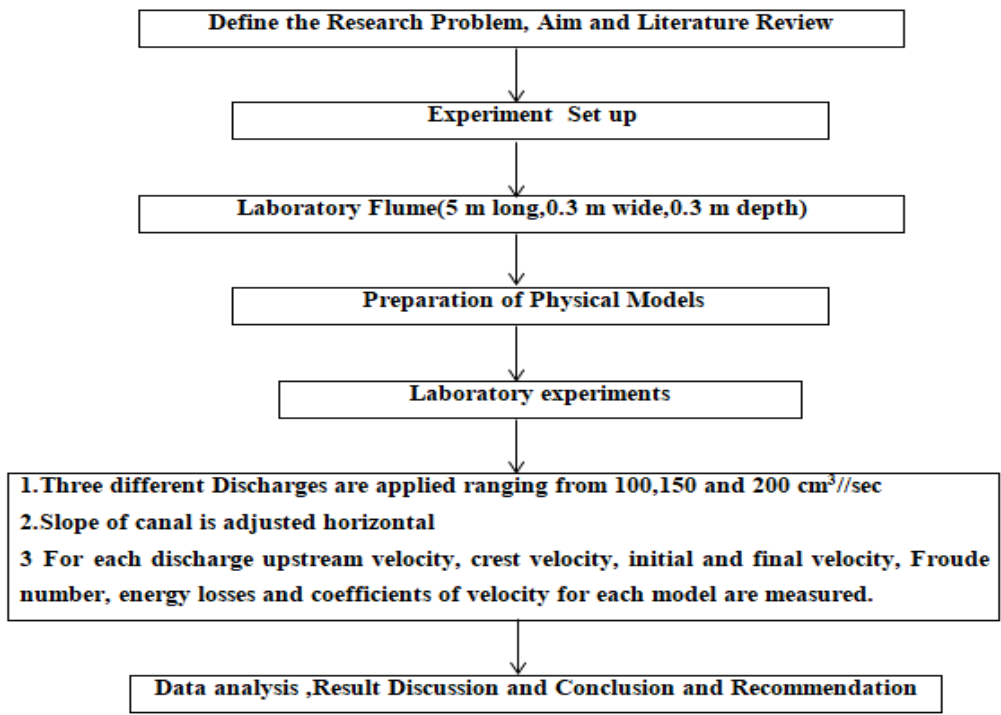 Define the Research Problem, Aim and Literature Review
Experiment Set up
Laboratory Flume(5 m long,0.3 m wide,0.3 m depth)
Preparation of Physical Models
Laboratory experiments
1.Three different Discharges are applied ranging from 100,150 and 200 cm³//sec
2.Slope of canal is adjusted horizontal
3 For each discharge upstream velocity, crest velocity, initial and final velocity, Froude
number, energy losses and coefficients of velocity for each model are measured.
Data analysis ,Result Discussion and Conclusion and Recommendation